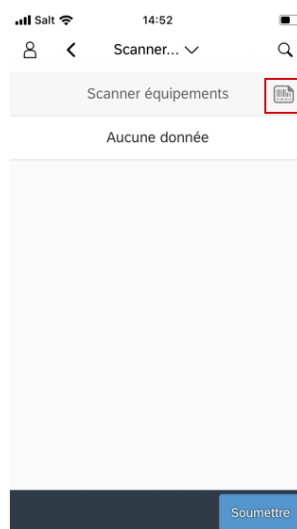 Salt 14:52
Scanner...
Scanner équipements
Aucune donnée
Soumettre